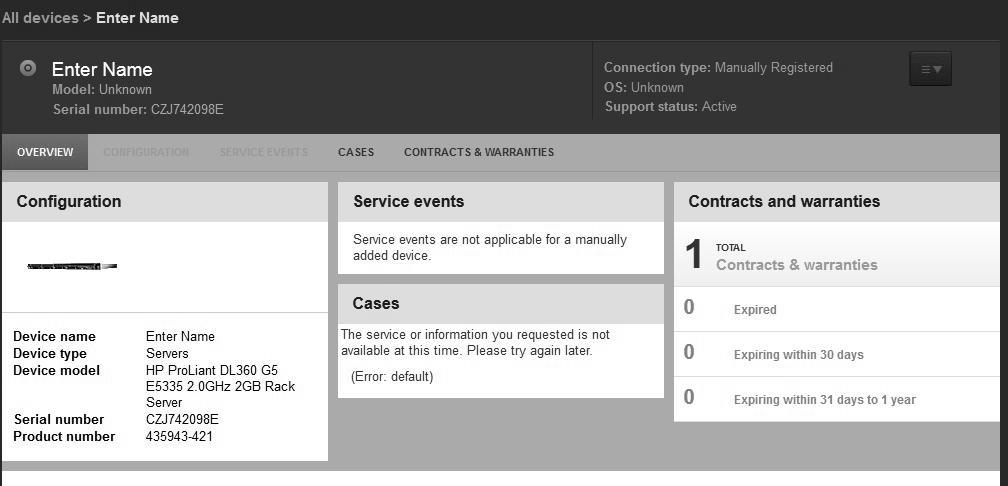 All devices > Enter Name
Enter Name
Model: Unknown
Serial number: CZJ742098E
Connection type: Manually Registered
OS: Unknown
Support status: Active
OVERVIEW CONFIGURATION SERVICE EVENTS CASES CONTRACTS & WARRANTIES
Configuration
Device name Enter Name
Device type Servers
Device model HP ProLiant DL360 G5
E5335 2.0GHz 2GB Rack
Server
Serial number CZJ742098E
Product number 435943-421
Service events
Service events are not applicable for a manually
added device.
Cases
The service or information you requested is not
available at this time. Please try again later.
(Error: default)
Contracts and warranties
1 TOTAL
Contracts & warranties
0 Expired
0 Expiring within 30 days
0 Expiring within 31 days to 1 year